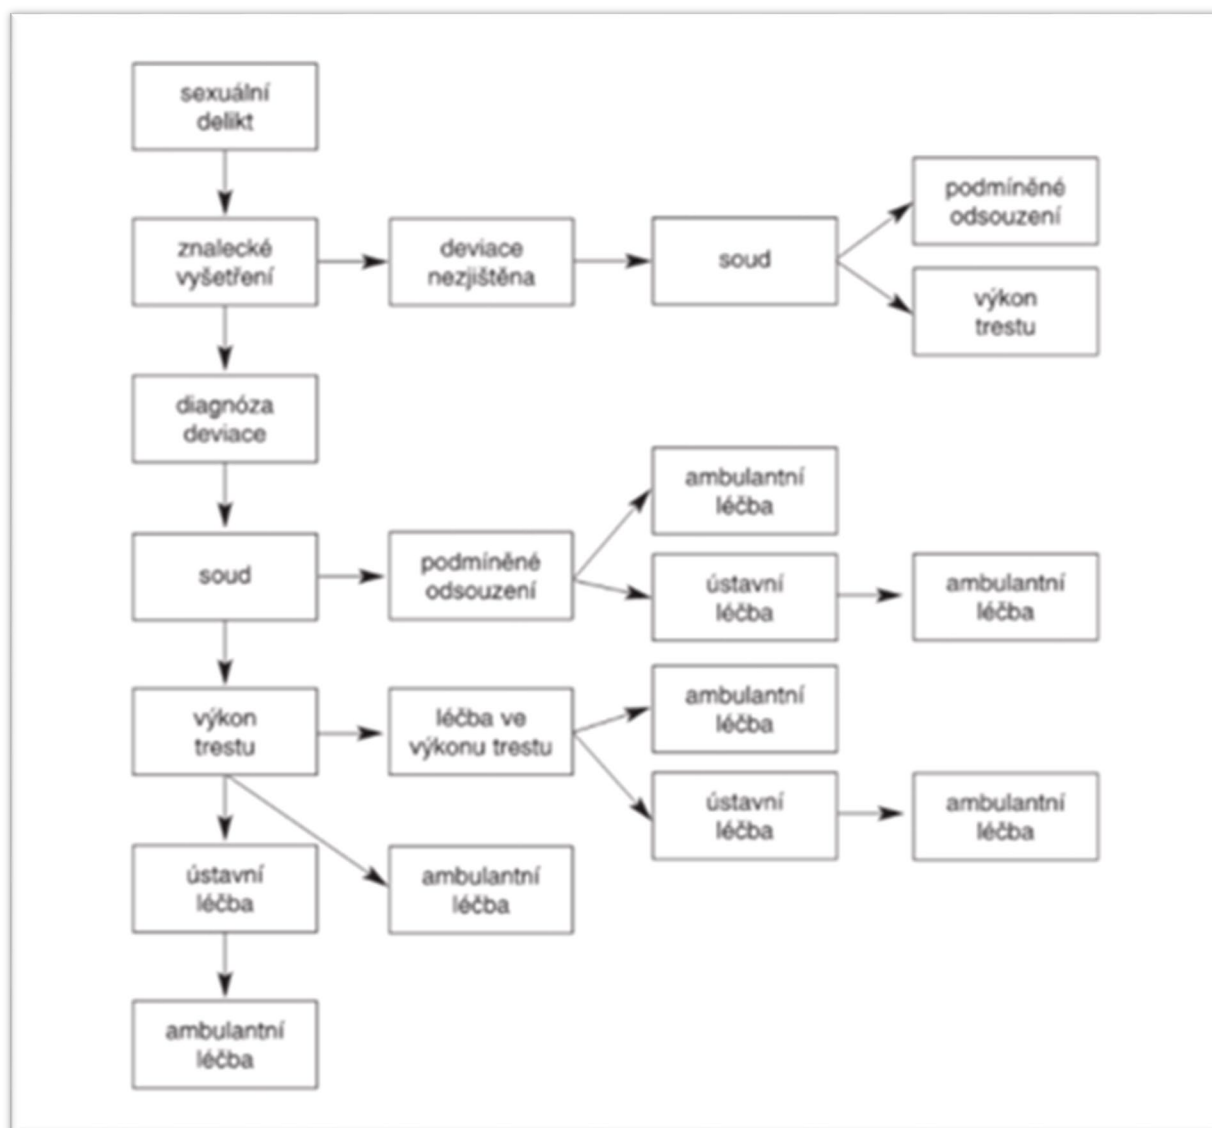 sexuální
delikt
znalecké
vyšetření
deviace
nezjištěna
soud
podmíněné
odsouzení
výkon
trestu
diagnóza
deviace
soud
podmíněné
odsouzení
ambulantní
léčba
ústavní
léčba
ambulantní
léčba
výkon
trestu
léčba ve
výkonu trestu
ambulantní
léčba
ústavní
léčba
ambulantní
léčba
ústavní
léčba
ambulantní
léčba
ambulantní
léčba